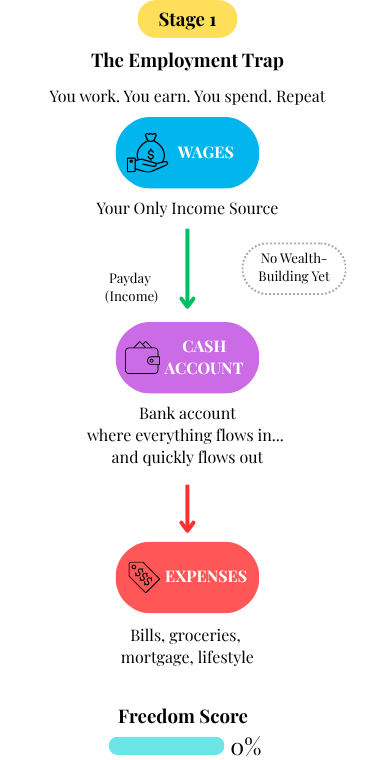 Stage 1
The Employment Trap
You work. You earn. You spend. Repeat
WAGES
Your Only Income Source
No Wealth-
Building Yet
Payday
(Income)
CASH
ACCOUNT
Bank account
where everything flows in...
and quickly flows out
$$$
EXPENSES
Bills, groceries,
mortgage, lifestyle
Freedom Score
0%